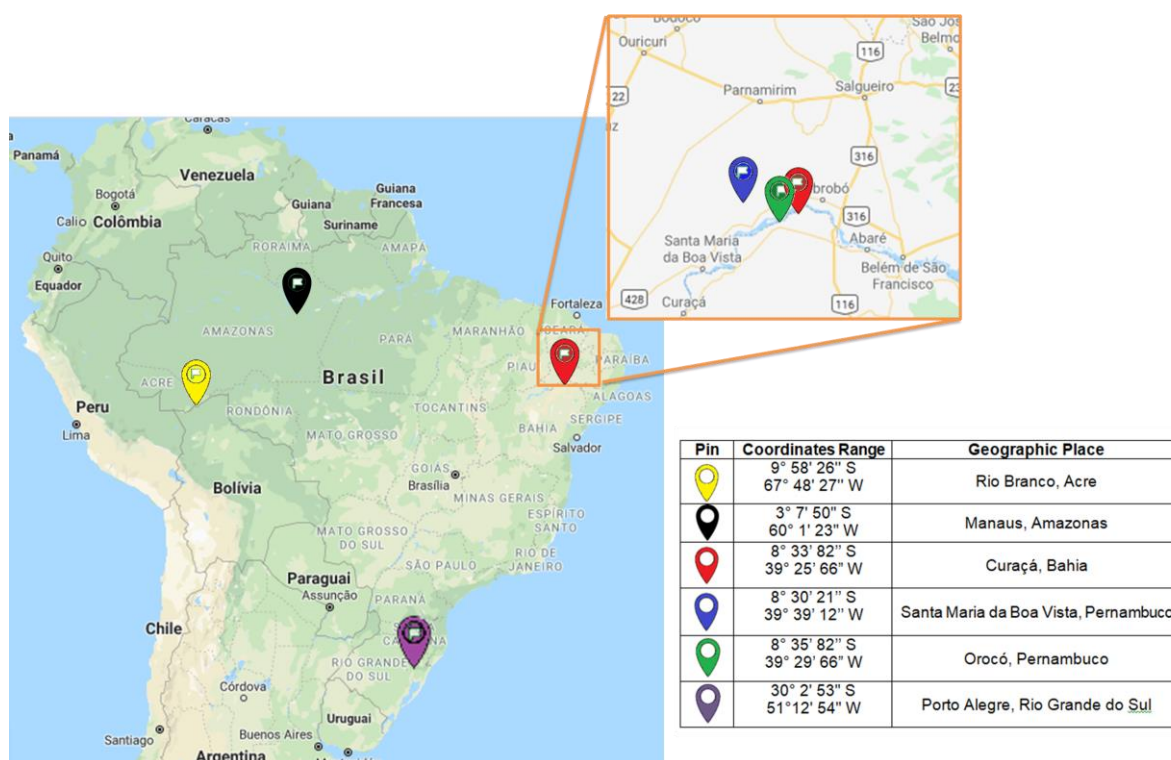 Bodocó
São José
Belmo
Ouricuri
116
Parnamirim
Salgueiro
22
23
316
brobó
316
Santa Maria
da Boa Vista
Abaré
Belém de São
Francisco
428
Curaçá
116
Caracas
Panamá
Venezuela
Bogotá
Guiana
Guiana
Francesa
Calio
Colômbia
Suriname
RORAIMA
AMAPÁ
Quito
Equador
Fortaleza
AMAZONAS
PARÁ
MARANHÃO
CEARÁ
PIAU
PARAÍBA
ACRE
Brasil
Peru
RONDÔNIA
TOCANTINS
ALAGOAS
SERGIPE
Lima
MATO GROSSO
BAHIA
Salvador
GOIÁS
Bolívia
Brasília
MINAS GERAIS
MATO GROSSO
DO SUL
ESPÍRITO
SANTO
SÃO PAULO
RIO DE
JANEIRO
Paraguai
Assunção
PARANÁ
Chile
RIO GRANDE
DO SUL
Córdova
Uruguai
Santiago
Buenos Aires
Argentina
Pin Coordinates Range Geographic Place
9° 58' 26" S
67° 48' 27" W
Rio Branco, Acre
3° 7' 50" S
60° 1' 23" W
Manaus, Amazonas
8° 33' 82" S
39° 25' 66" W
Curaçá, Bahia
8° 30' 21" S
39° 39' 12" W
Santa Maria da Boa Vista, Pernambuco
8° 35' 82" S
39° 29' 66" W
Orocó, Pernambuco
30° 2' 53" S
51°12' 54" W
Porto Alegre, Rio Grande do Sul